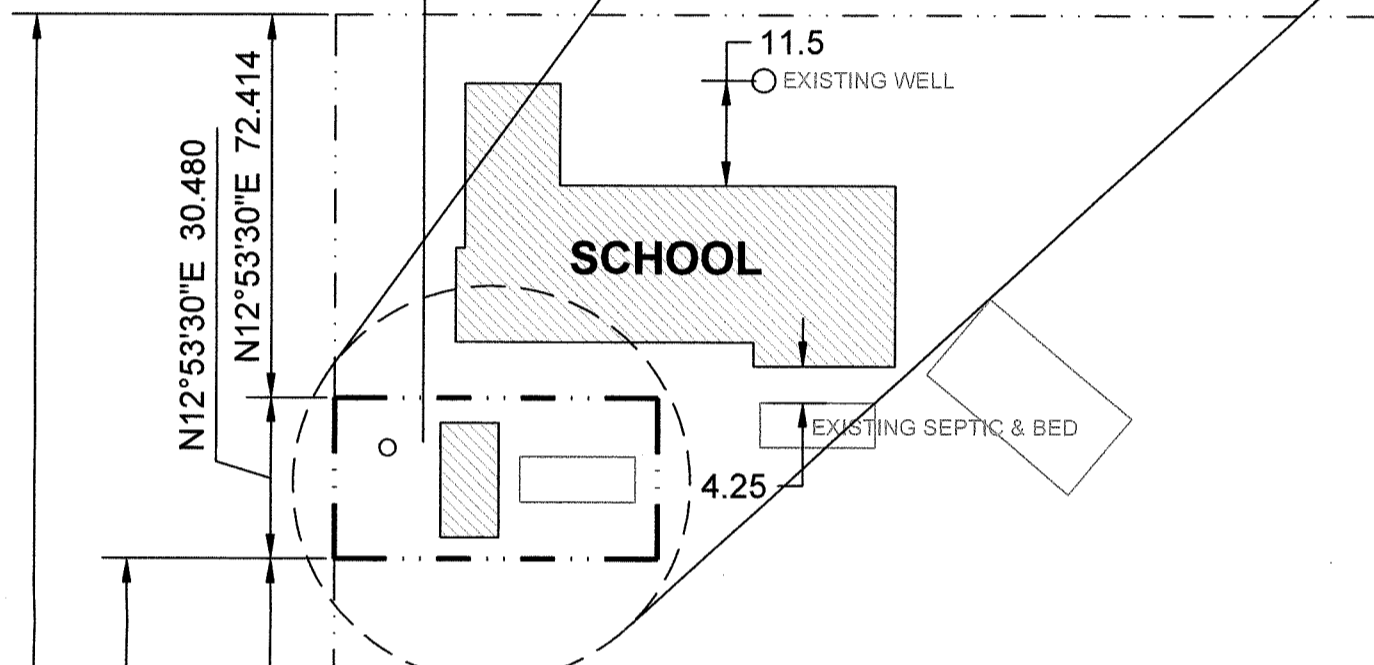 11.5
EXISTING WELL
N12°53'30"E 72.414
N12°53'30"E 30.480
SCHOOL
EXISTING SEPTIC & BED
4.25